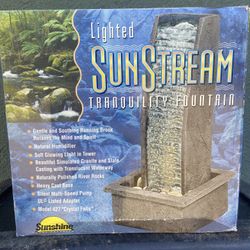 Lighted
SUNSTREAM
TRANQUILITY FOUNTAIN
• Gentle and Soothing Running Brook
Relaxes the Mind and Spirit
• Natural Humidifier
• Soft Glowing Light in Tower
• Beautiful Simulated Granite and Slate
Casting with Translucent Waterway
• Naturally Polished River Rocks
• Heavy Cast Base
• Silent Multi-Speed Pump
UL® Listed Adapter
• Model 827 "Crystal Falls"
Sunshine